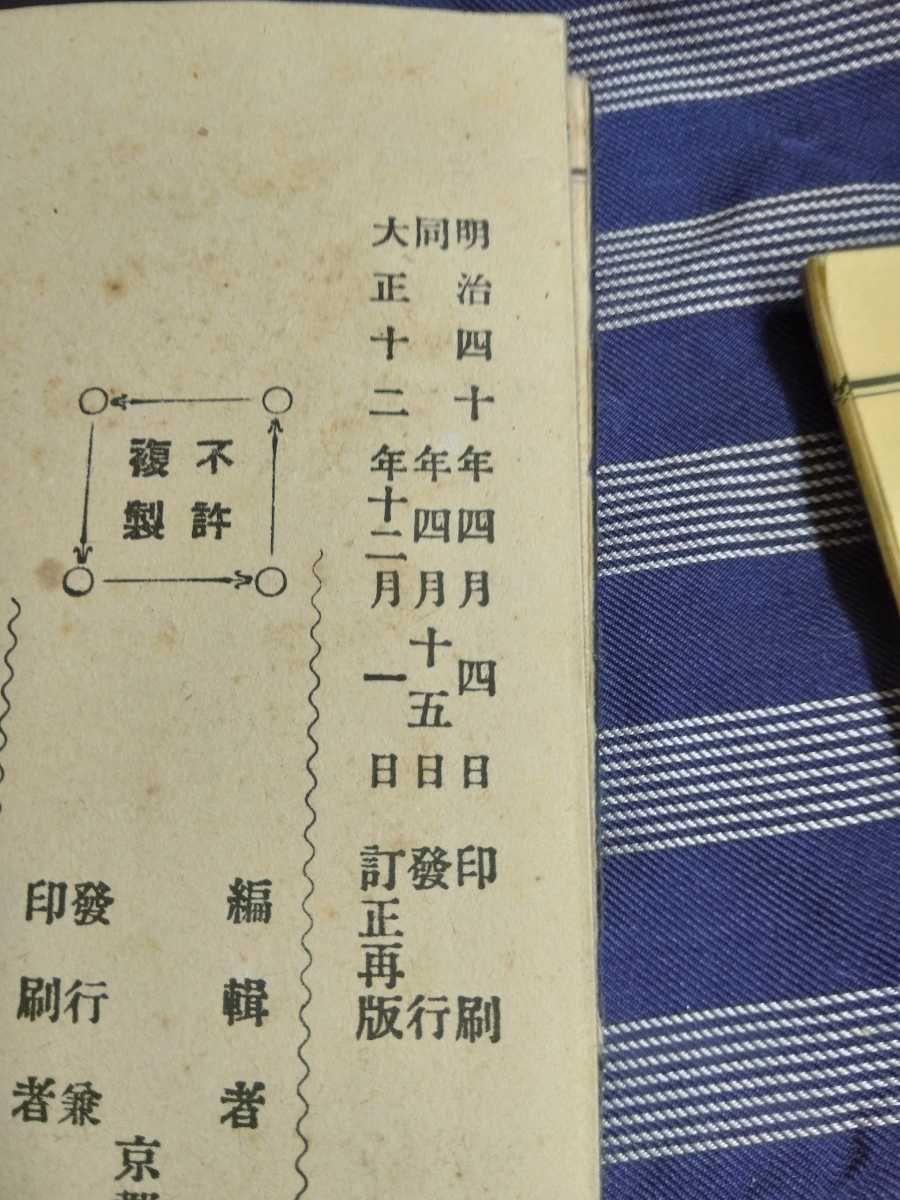 明治四十年四月四日印刷
同年四月十五日發行
大正十二年十二月一日訂正再版
不許
複製
編輯者
京都
發行兼
印刷者